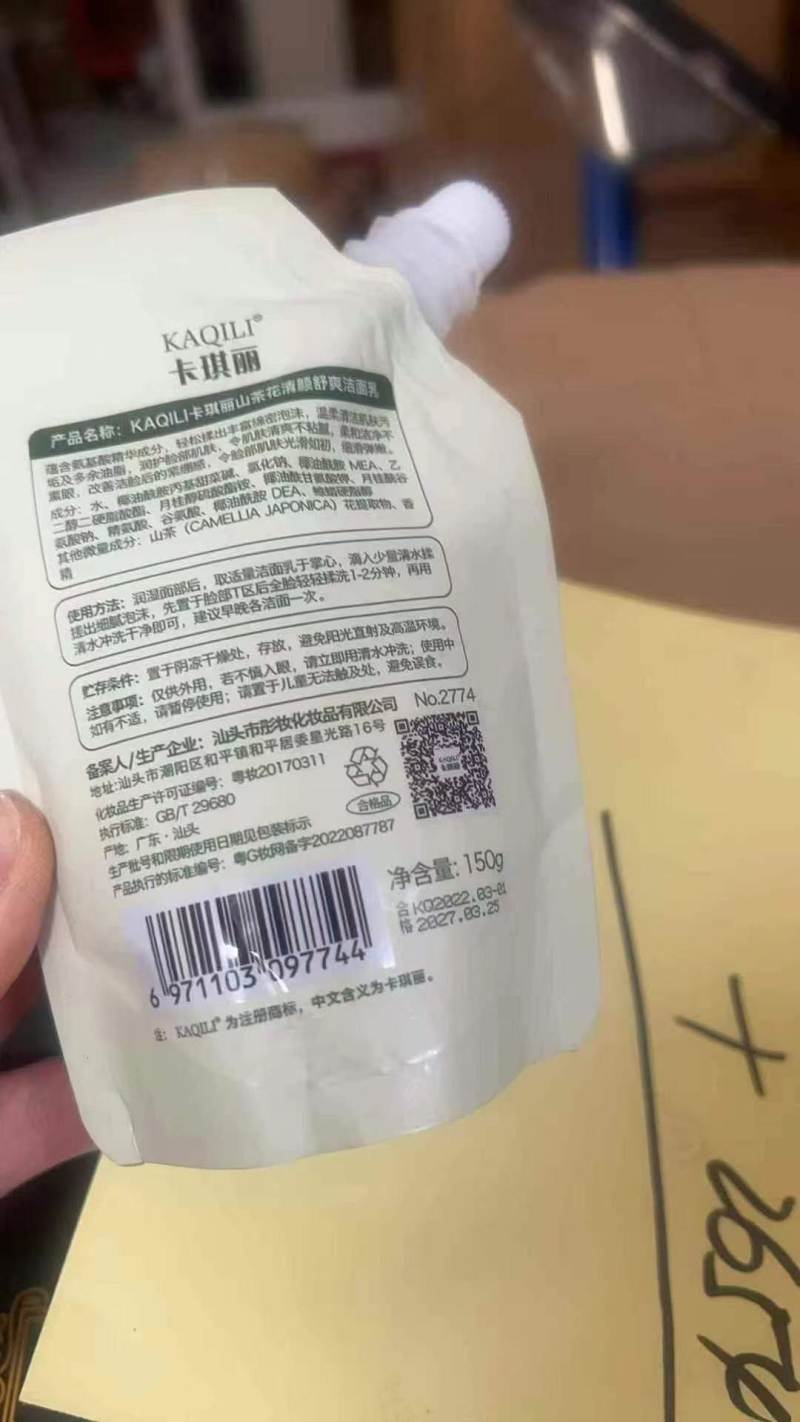 KAQILI®
卡琪丽
产品名称：KAQILI卡琪丽山茶花清颜舒爽洁面乳
蕴含氨基酸精华成分，轻松揉出丰富绵密泡沫，温柔清洁肌肤污
垢及多余油脂，润护脸部肌肤，令肌肤清爽不粘腻，柔和洁净不
熏眼，改善洁脸后的紧绷感，令脸部肌肤光滑如初，细滑弹嫩。
成分：水、椰油酰胺丙基甜菜碱、氯化钠、椰油酰胺 MEA、乙
二醇二硬脂酸酯、月桂醇硫酸酯铵、椰油酰甘氨酸钾、月桂酰谷
氨酸钠、精氨酸、谷氨酸、椰油酰胺 DEA、鲸蜡硬脂醇
其他微量成分：山茶（CAMELLIA JAPONICA）花提取物、香
精
使用方法：润湿面部后，取适量洁面乳于掌心，滴入少量清水揉
搓出细腻泡沫，先置于脸部T区后全脸轻轻揉洗1-2分钟，再用
清水冲洗干净即可，建议早晚各洁面一次。
贮存条件：置于阴凉干燥处，存放，避免阳光直射及高温环境。
注意事项：仅供外用，若不慎入眼，请立即用清水冲洗；使用中
如有不适，请暂停使用；请置于儿童无法触及处，避免误食。
备案人/生产企业：汕头市彤妆化妆品有限公司 No.2774
地址:汕头市潮阳区和平镇和平居委星光路16号
化妆品生产许可证编号：粤妆20170311
执行标准：GB/T 29680
合格品
产地：广东·汕头
生产批号和限期使用日期见包装标示
产品执行的标准编号：粤G妆网备字2022087787
净含量: 150g
合格 KQ2022.03-01
2027.03.25
6 971103 097744
注：KAQILI® 为注册商标，中文含义为卡琪丽。